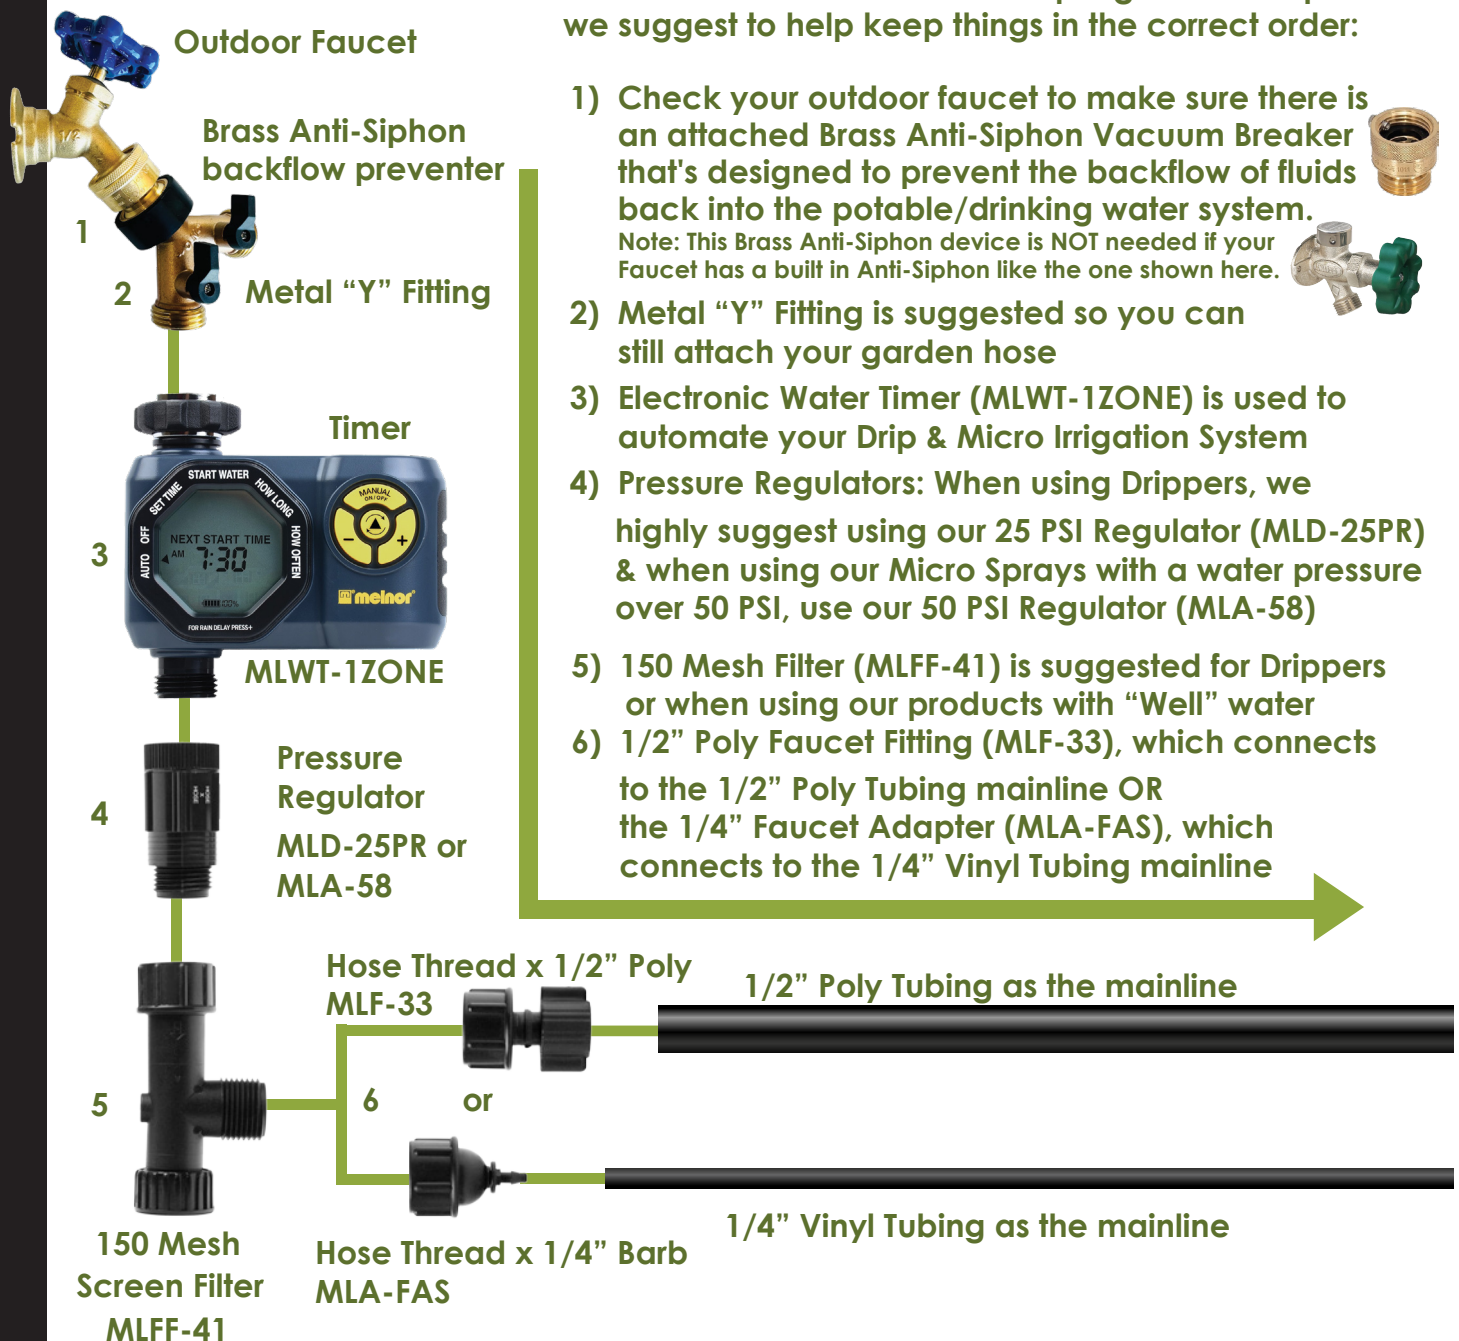 we suggest to help keep things in the correct order:
Outdoor Faucet
Brass Anti-Siphon
backflow preventer
1/2
1
2
Metal “Y” Fitting
Timer
START WATER
SET TIME
HOW LONG
AUTO OFF
HOW OFTEN
NEXT START TIME
AM 7:30
100%
FOR RAIN DELAY PRESS+
MANUAL
ON/OFF
- +
melnor
3
MLWT-1ZONE
4
Pressure
Regulator
MLD-25PR or
MLA-58
1) Check your outdoor faucet to make sure there is
an attached Brass Anti-Siphon Vacuum Breaker
that's designed to prevent the backflow of fluids
back into the potable/drinking water system.
Note: This Brass Anti-Siphon device is NOT needed if your
Faucet has a built in Anti-Siphon like the one shown here.
2) Metal “Y” Fitting is suggested so you can
still attach your garden hose
3) Electronic Water Timer (MLWT-1ZONE) is used to
automate your Drip & Micro Irrigation System
4) Pressure Regulators: When using Drippers, we
highly suggest using our 25 PSI Regulator (MLD-25PR)
& when using our Micro Sprays with a water pressure
over 50 PSI, use our 50 PSI Regulator (MLA-58)
5) 150 Mesh Filter (MLFF-41) is suggested for Drippers
or when using our products with “Well” water
6) 1/2” Poly Faucet Fitting (MLF-33), which connects
to the 1/2” Poly Tubing mainline OR
the 1/4” Faucet Adapter (MLA-FAS), which
connects to the 1/4” Vinyl Tubing mainline
Hose Thread x 1/2” Poly
MLF-33
1/2” Poly Tubing as the mainline
5
6
or
150 Mesh
Screen Filter
MLFF-41
Hose Thread x 1/4” Barb
MLA-FAS
1/4” Vinyl Tubing as the mainline